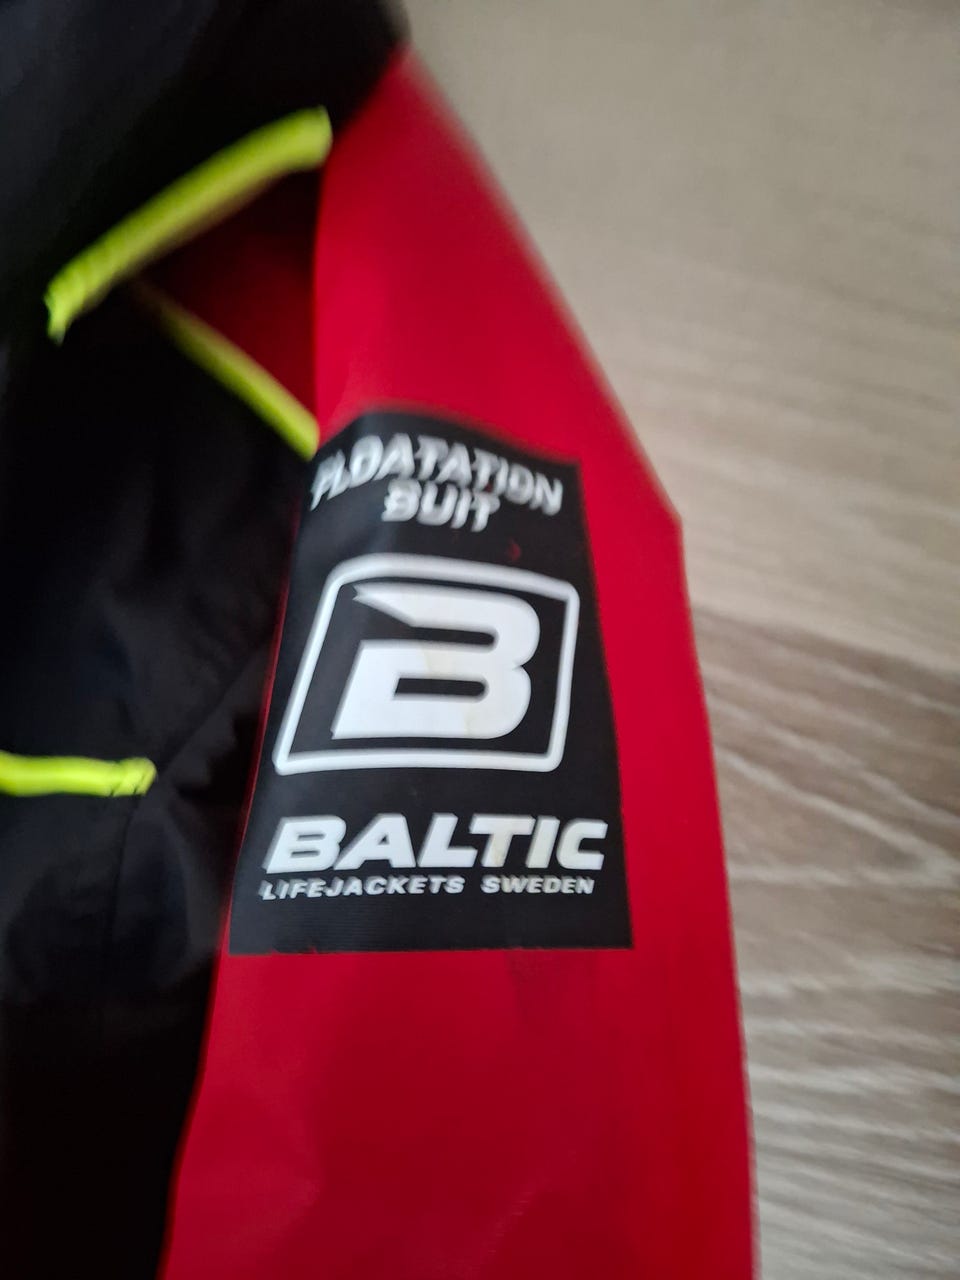 FLOATATION
SUIT
B
BALTIC
LIFEJACKETS SWEDEN